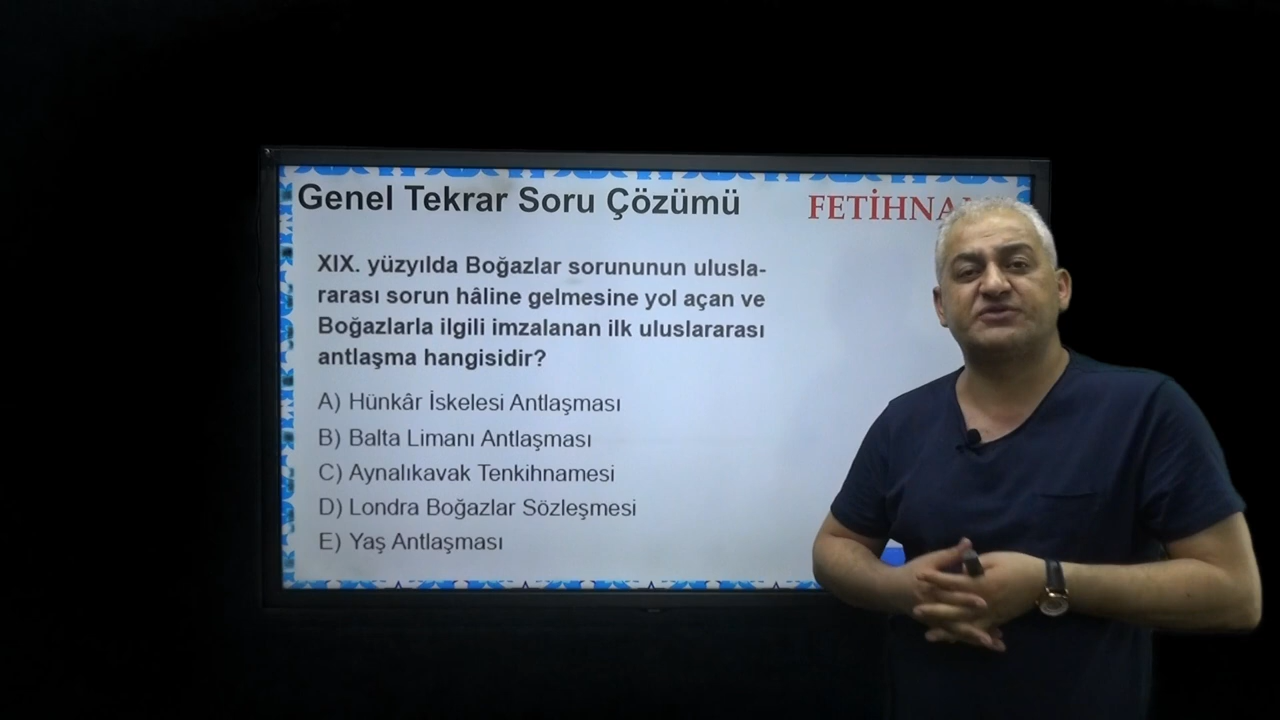 Genel Tekrar Soru Çözümü
XIX. yüzyılda Boğazlar sorununun ulusla-
rarası sorun hâline gelmesine yol açan ve
Boğazlarla ilgili imzalanan ilk uluslararası
antlaşma hangisidir?
A) Hünkâr İskelesi Antlaşması
B) Balta Limanı Antlaşması
C) Aynalıkavak Tenkihnamesi
D) Londra Boğazlar Sözleşmesi
E) Yaş Antlaşması